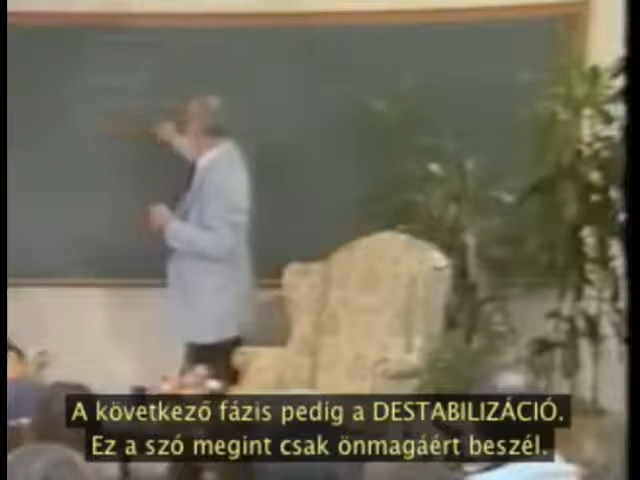 A következő fázis pedig a DESTABILIZÁCIÓ.
Ez a szó megint csak önmagáért beszél.